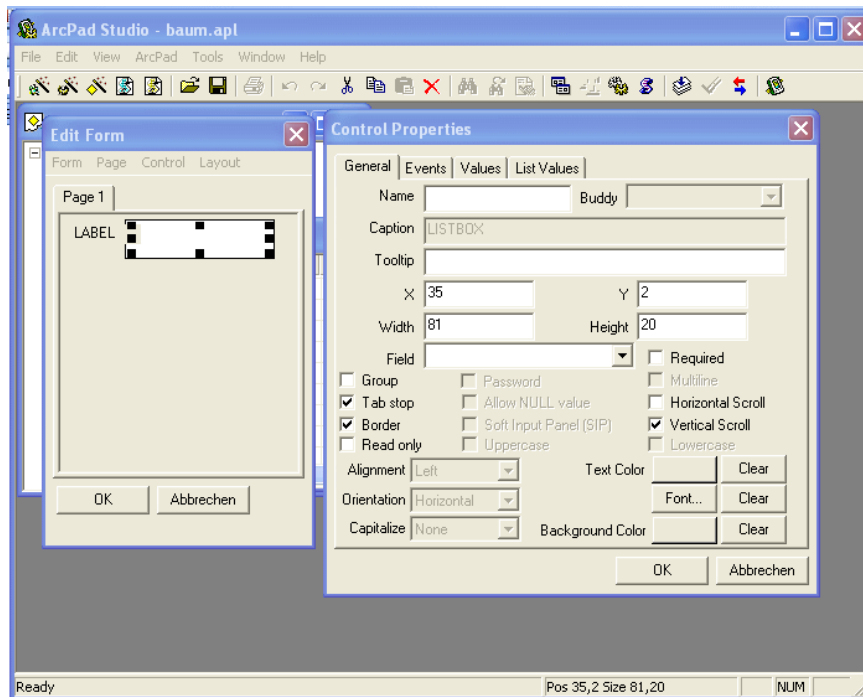 ArcPad Studio - baum.apl
File Edit View ArcPad Tools Window Help
Edit Form
Form Page Control Layout
Page 1
LABEL
OK Abbrechen
Control Properties
General Events Values List Values
Name Buddy
Caption LISTBOX
Tooltip
X 35 Y 2
Width 81 Height 20
Field Required
Group Password Multiline
Tab stop Allow NULL value Horizontal Scroll
Border Soft Input Panel (SIP) Vertical Scroll
Read only Uppercase Lowercase
Alignment Left Text Color Clear
Orientation Horizontal Font... Clear
Capitalize None Background Color Clear
OK Abbrechen
Ready Pos 35,2 Size 81,20 NUM